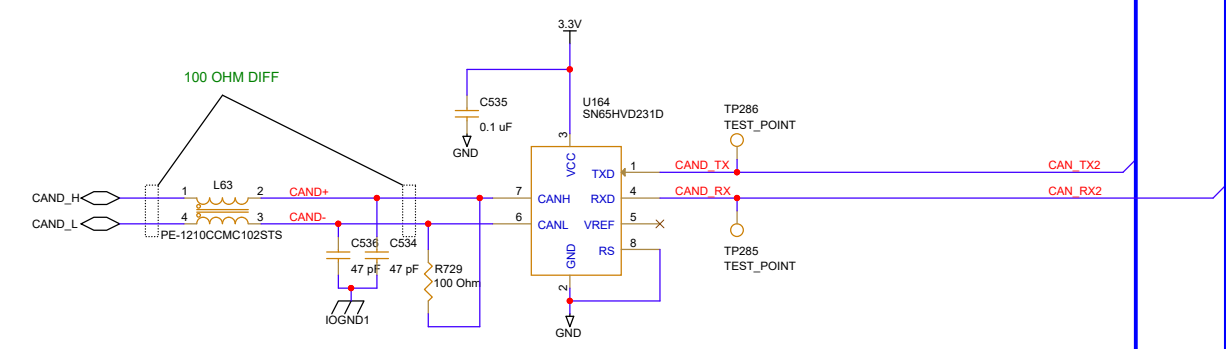 3.3V
100 OHM DIFF
C535
0.1 uF
GND
U164
SN65HVD231D
TP286
TEST_POINT
3
VCC
TXD
1
CAND_TX
CAN_TX2
CAND_H
1
L63
2
CAND+
7
CANH
RXD
4
CAND_RX
CAN_RX2
CAND_L
4
3
CAND-
6
CANL
VREF
5
PE-1210CCMC102STS
C536
47 pF
C534
47 pF
R729
100 Ohm
GND
RS
8
2
TP285
TEST_POINT
IOGND1
GND